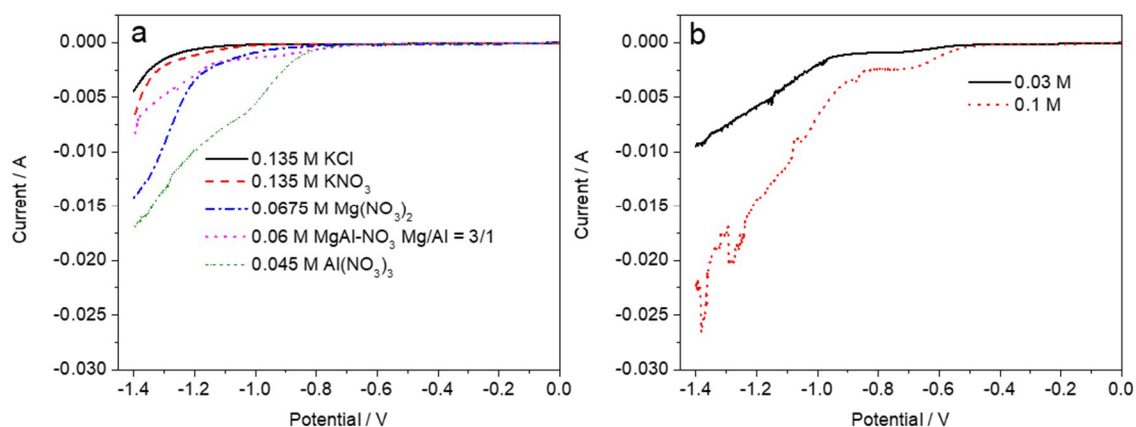 a
0.000
-0.005
-0.010
-0.015
-0.020
-0.025
-0.030
Current / A
0.135 M KCl
0.135 M KNO3
0.0675 M Mg(NO3)2
0.06 M MgAl-NO3 Mg/Al = 3/1
0.045 M Al(NO3)3
-1.4 -1.2 -1.0 -0.8 -0.6 -0.4 -0.2 0.0
Potential / V
b
0.000
-0.005
-0.010
-0.015
-0.020
-0.025
-0.030
Current / A
0.03 M
0.1 M
-1.4 -1.2 -1.0 -0.8 -0.6 -0.4 -0.2 0.0
Potential / V